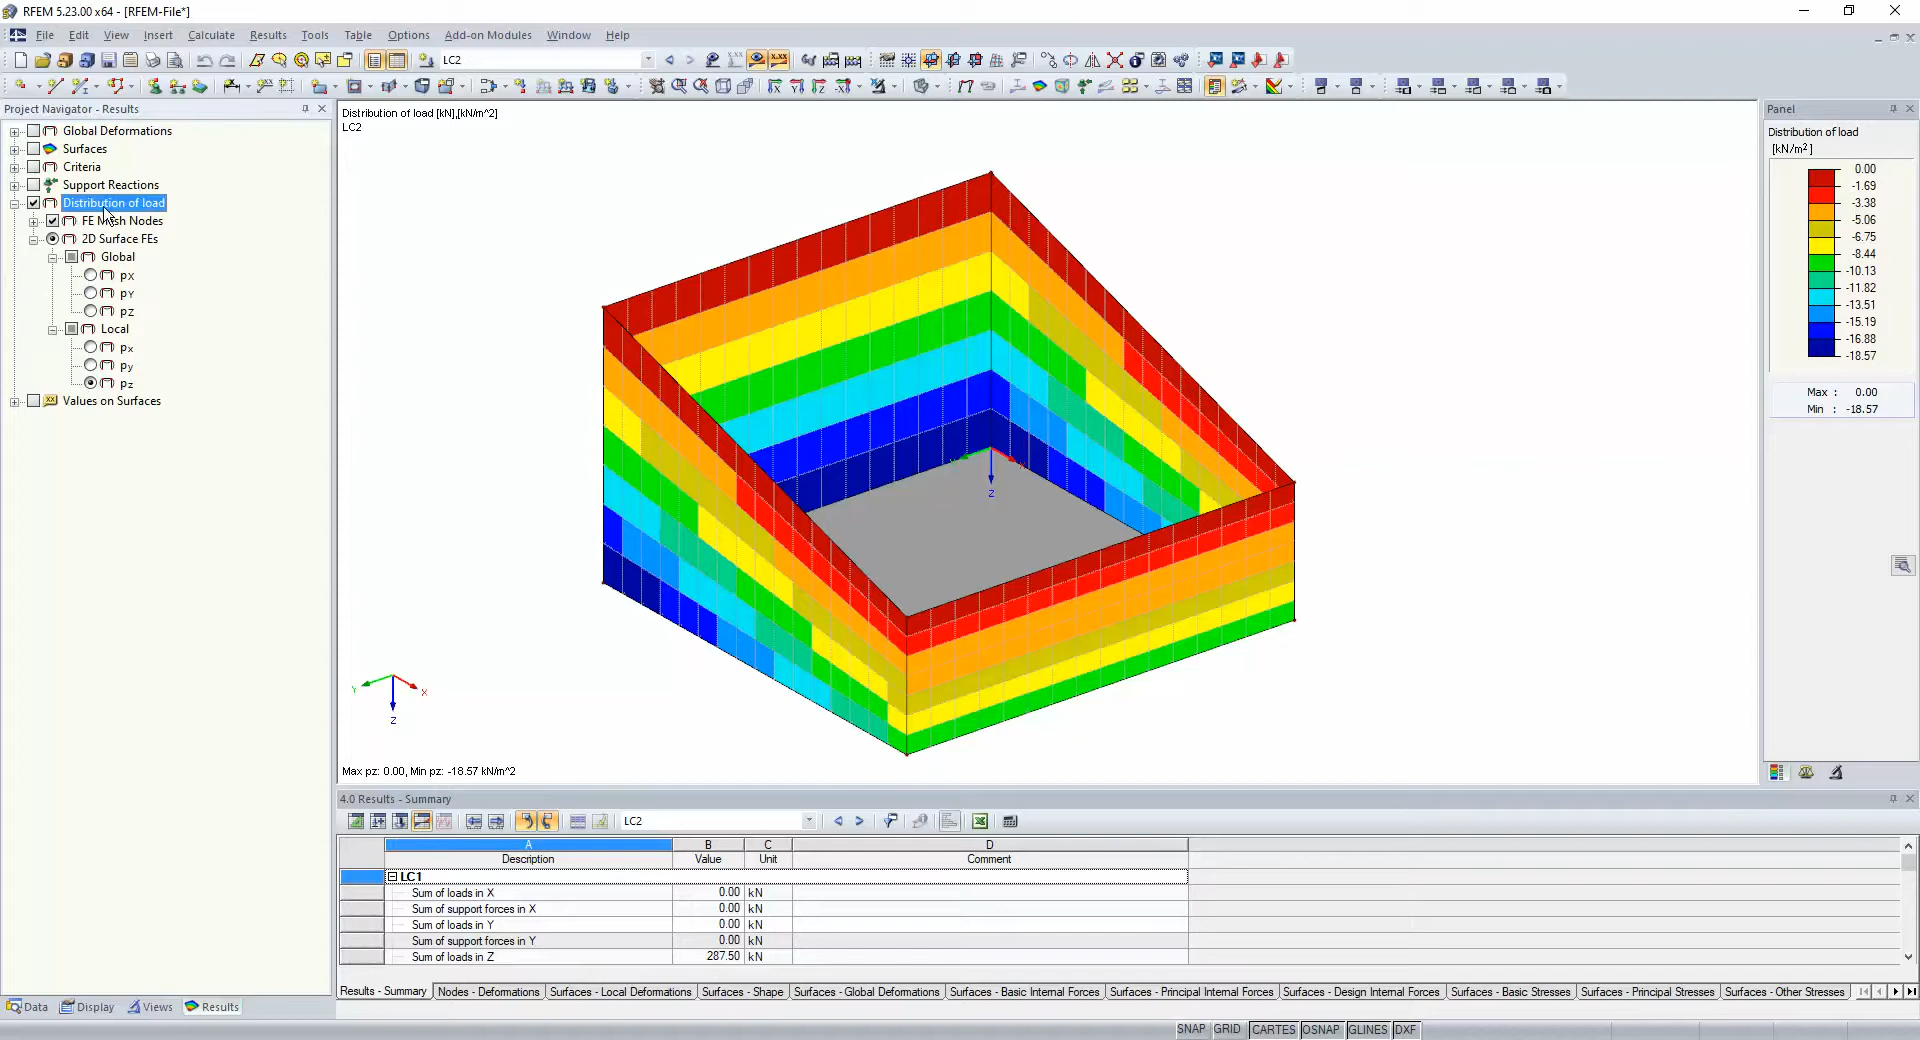 RFEM 5.23.00 x64 - [RFEM-File*]
File Edit View Insert Calculate Results Tools Table Options Add-on Modules Window Help
LC2
Project Navigator - Results
Global Deformations
Surfaces
Criteria
Support Reactions
Distribution of load
FE Mesh Nodes
2D Surface FEs
Global
pX
pY
pZ
Local
px
py
pz
Values on Surfaces
Data Display Views Results
Distribution of load [kN],[kN/m^2]
LC2
Z
Y
X
Z
Max pz: 0.00, Min pz: -18.57 kN/m^2
Panel
Distribution of load
[kN/m²]
0.00
-1.69
-3.38
-5.06
-6.75
-8.44
-10.13
-11.82
-13.51
-15.19
-16.88
-18.57
Max : 0.00
Min : -18.57
4.0 Results - Summary
LC2
A B C D
Description Value Unit Comment
LC1
Sum of loads in X 0.00 kN
Sum of support forces in X 0.00 kN
Sum of loads in Y 0.00 kN
Sum of support forces in Y 0.00 kN
Sum of loads in Z 287.50 kN
Results - Summary Nodes - Deformations Surfaces - Local Deformations Surfaces - Shape Surfaces - Global Deformations Surfaces - Basic Internal Forces Surfaces - Principal Internal Forces Surfaces - Design Internal Forces Surfaces - Basic Stresses Surfaces - Principal Stresses Surfaces - Other Stresses
SNAP GRID CARTES OSNAP GLINES DXF